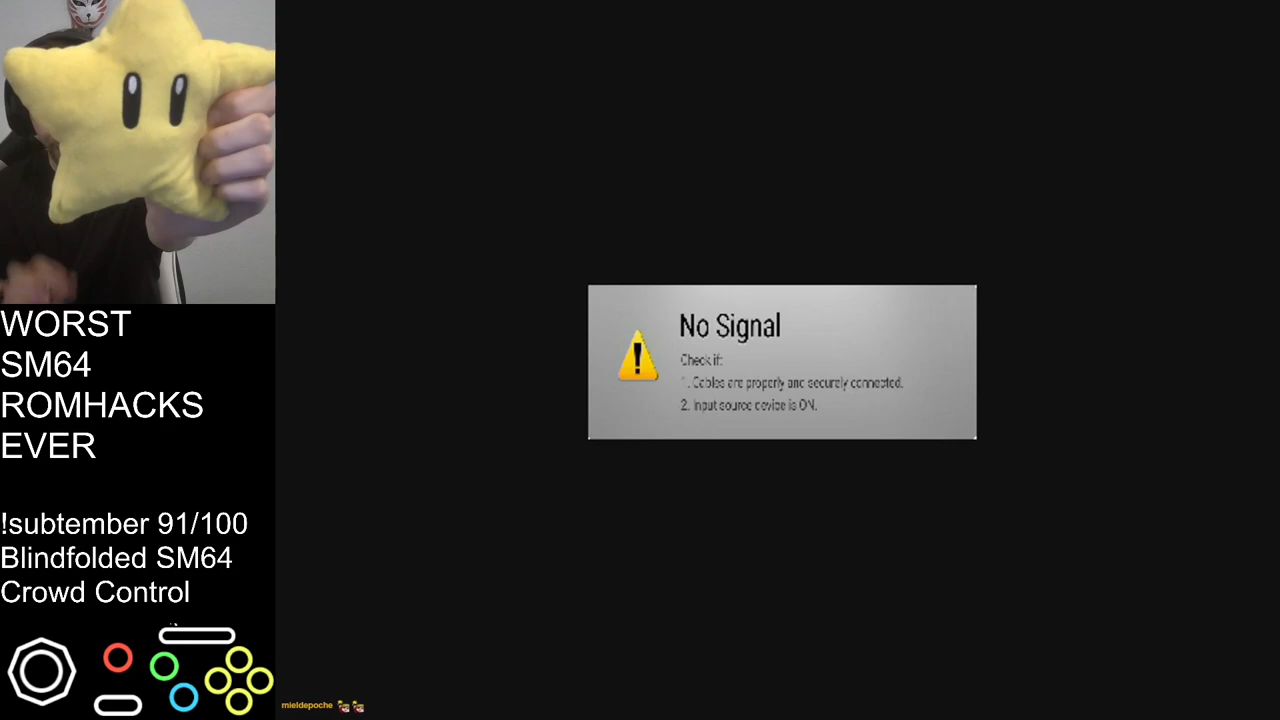 WORST
SM64
ROMHACKS
EVER
!subtember 91/100
Blindfolded SM64
Crowd Control
No Signal
Check if:
1. Cables are properly and securely connected.
2. Input source device is ON.
mieldepoche